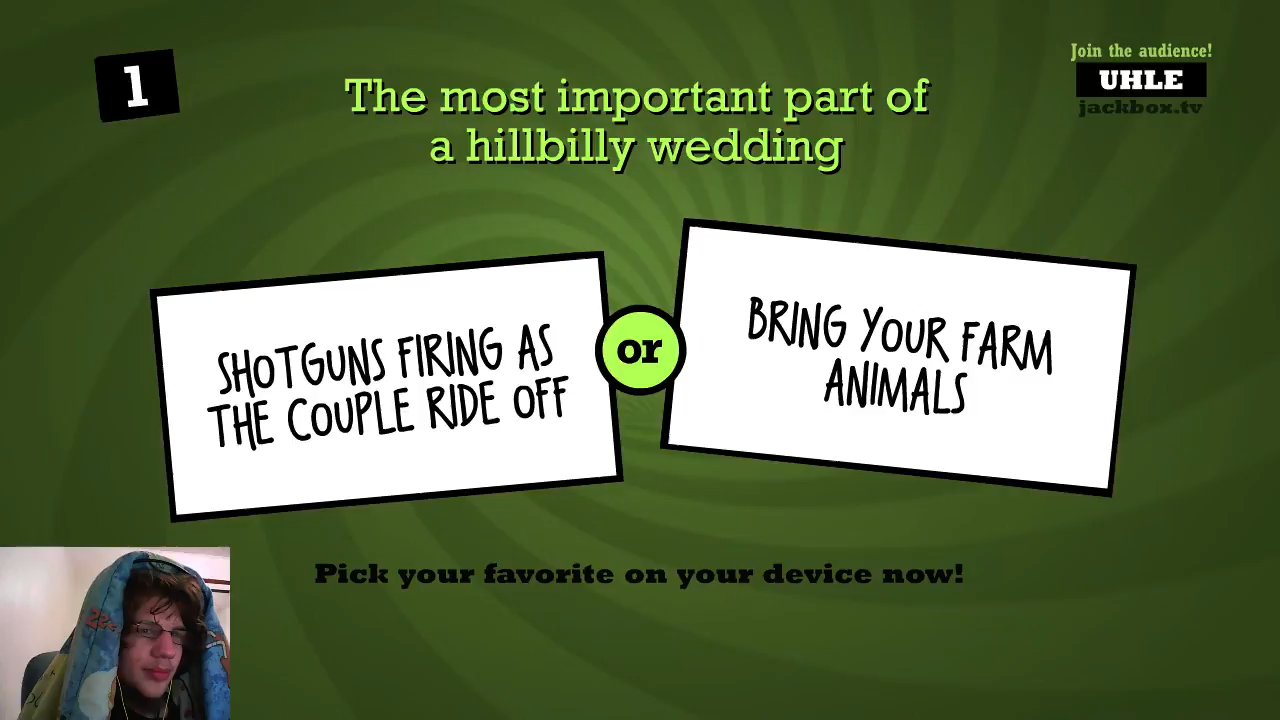 1
The most important part of
a hillbilly wedding
Join the audience!
UHLE
jackbox.tv
SHOTGUNS FIRING AS
THE COUPLE RIDE OFF
or
BRING YOUR FARM
ANIMALS
Pick your favorite on your device now!